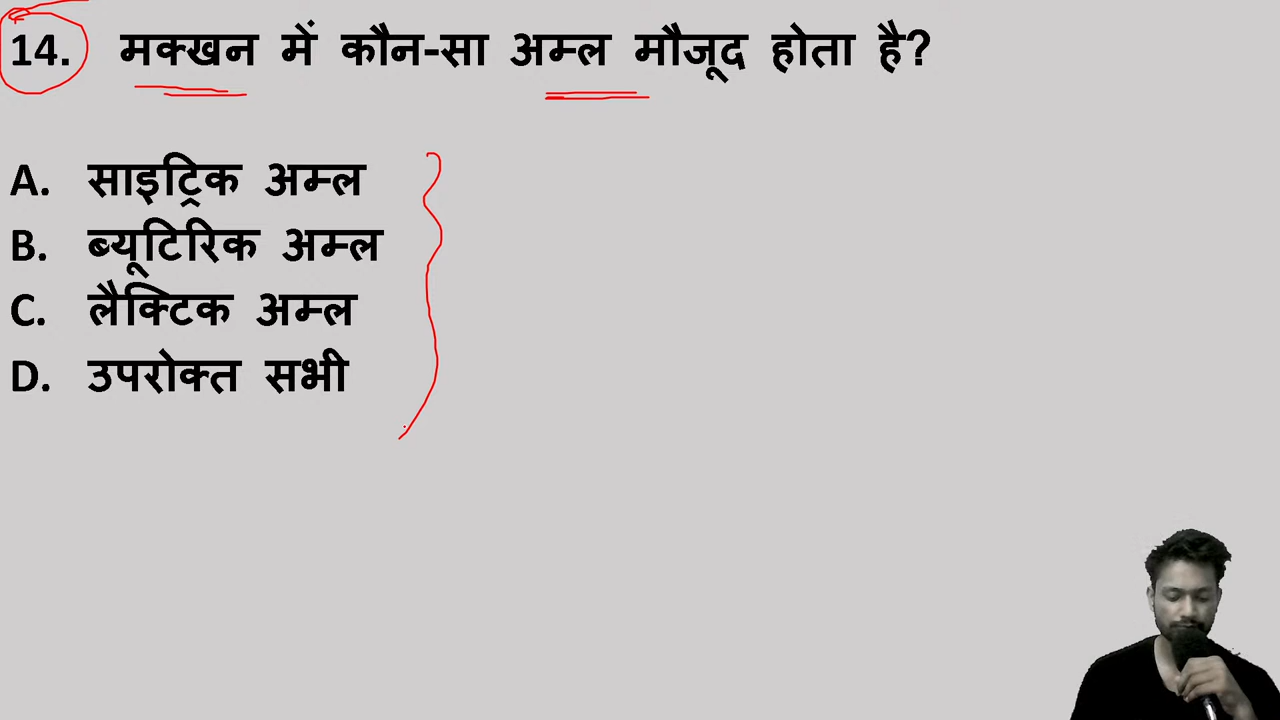 14. मक्खन में कौन-सा अम्ल मौजूद होता है?
A. साइट्रिक अम्ल
B. ब्यूटिरिक अम्ल
C. लैक्टिक अम्ल
D. उपरोक्त सभी